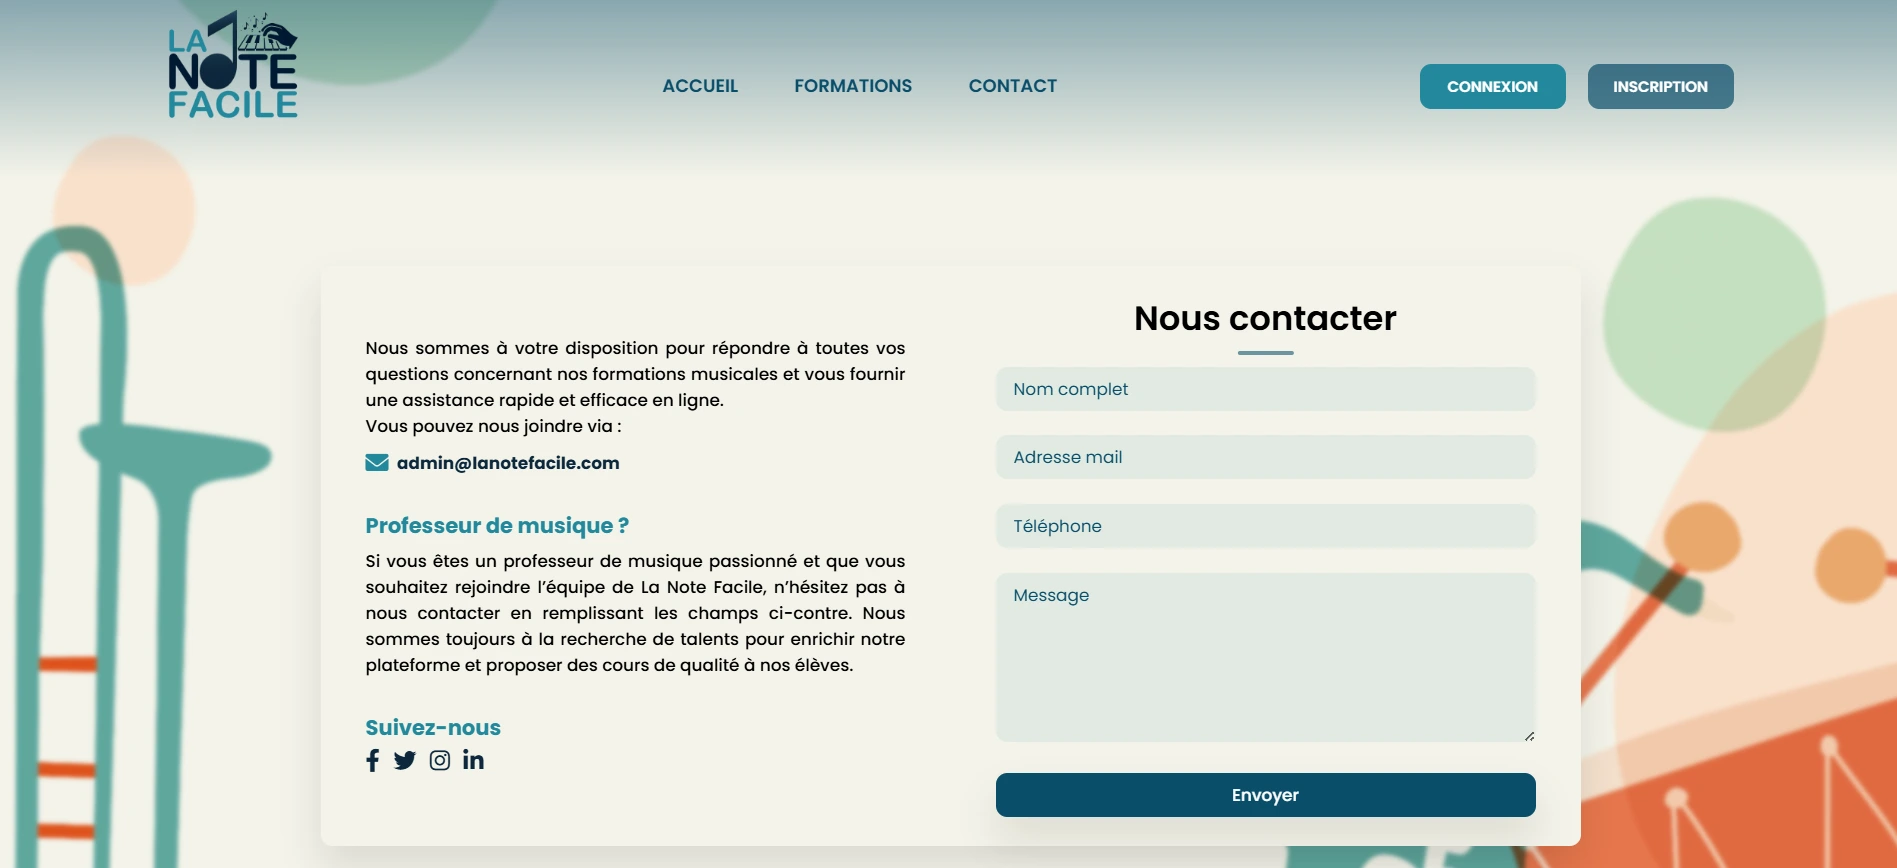 LA
NOTE
FACILE
ACCUEIL
FORMATIONS
CONTACT
CONNEXION
INSCRIPTION
Nous sommes à votre disposition pour répondre à toutes vos
questions concernant nos formations musicales et vous fournir
une assistance rapide et efficace en ligne.
Vous pouvez nous joindre via :
admin@lanotefacile.com
Professeur de musique ?
Si vous êtes un professeur de musique passionné et que vous
souhaitez rejoindre l’équipe de La Note Facile, n’hésitez pas à
nous contacter en remplissant les champs ci-contre. Nous
sommes toujours à la recherche de talents pour enrichir notre
plateforme et proposer des cours de qualité à nos élèves.
Suivez-nous
Nous contacter
Nom complet
Adresse mail
Téléphone
Message
Envoyer